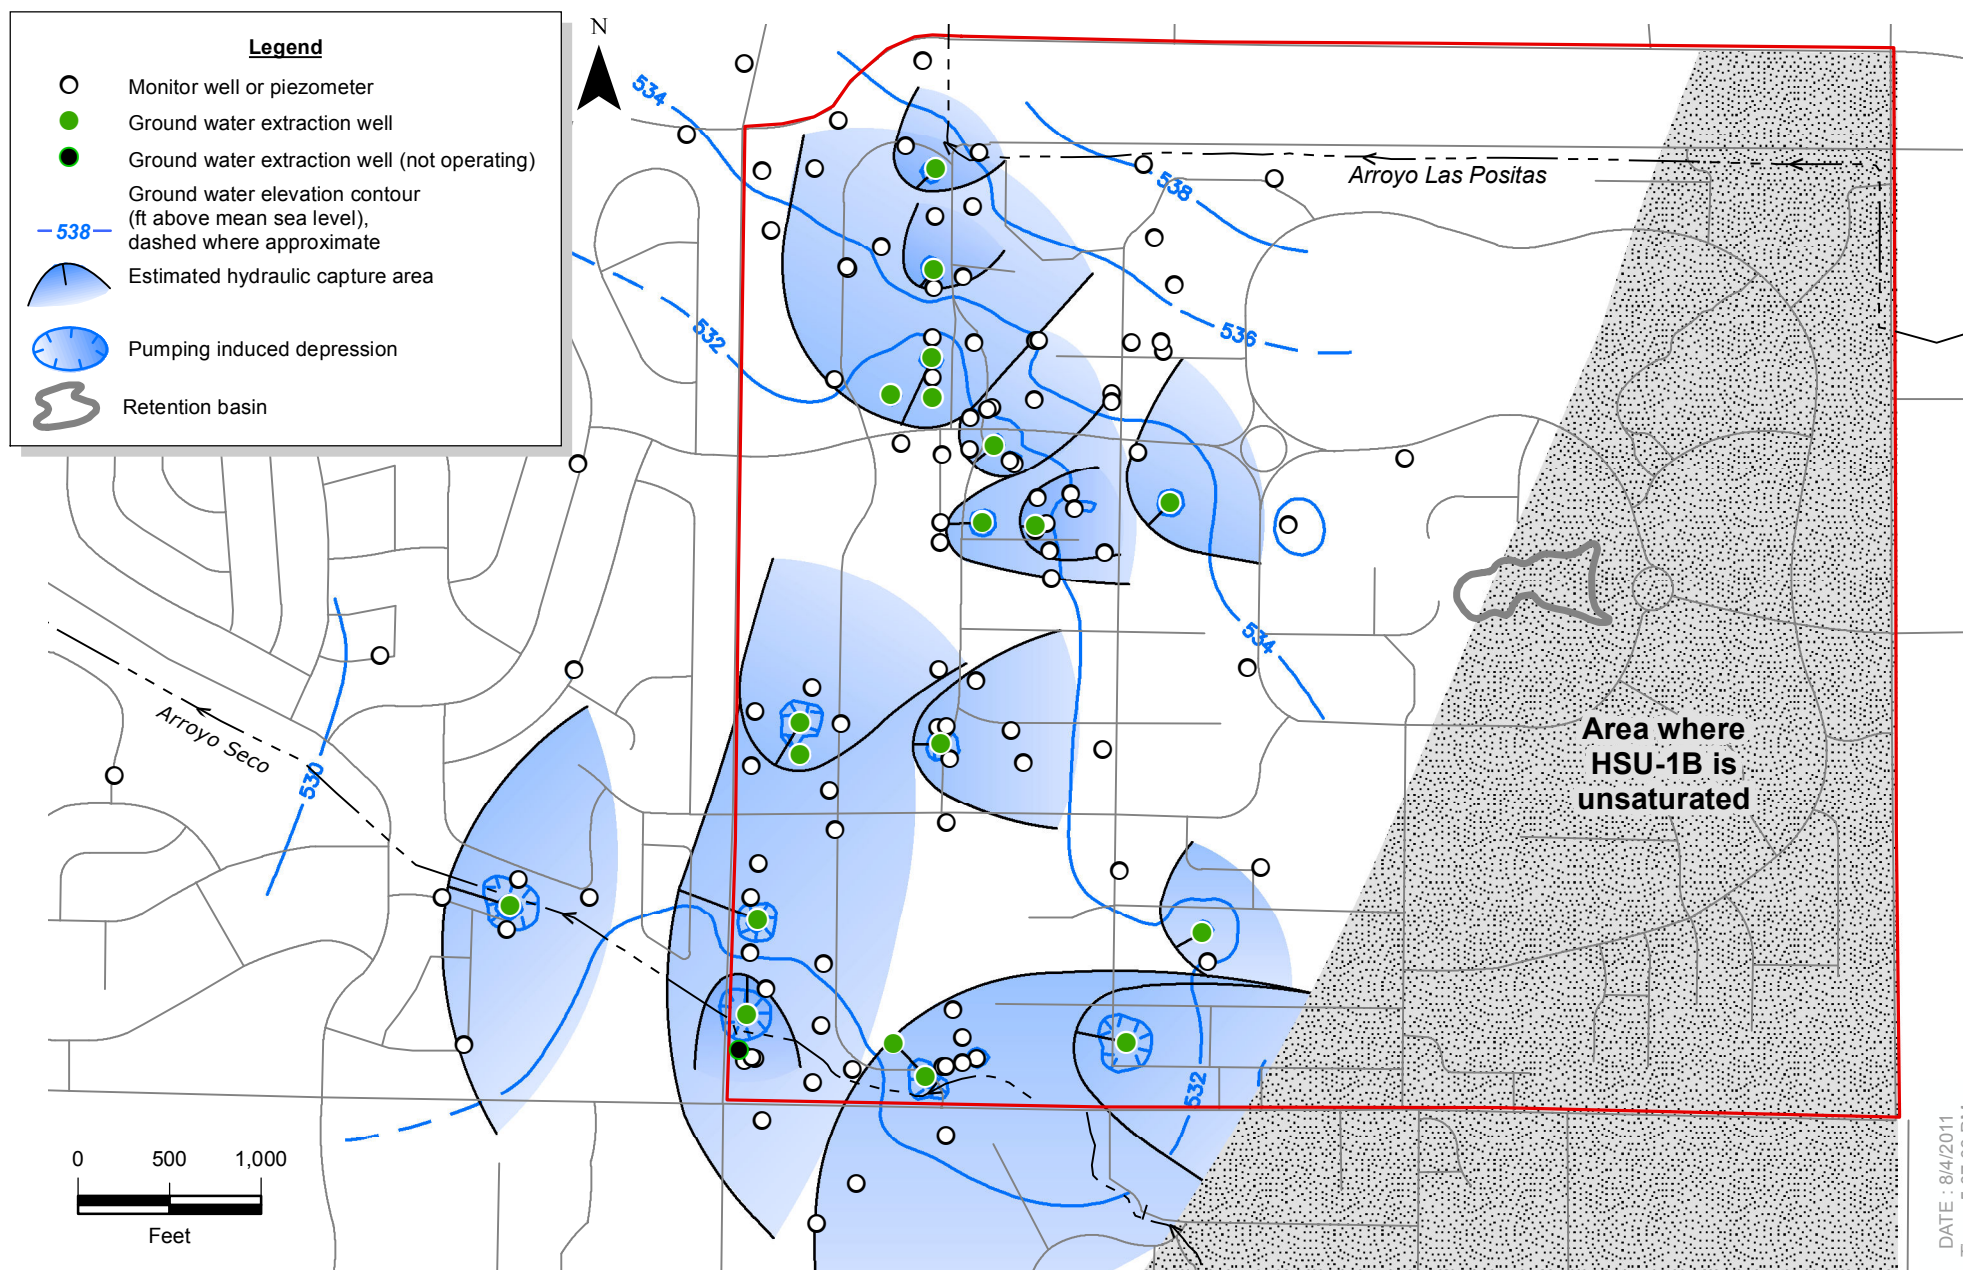 Legend
Monitor well or piezometer
Ground water extraction well
Ground water extraction well (not operating)
Ground water elevation contour
(ft above mean sea level),
dashed where approximate
538
Estimated hydraulic capture area
Pumping induced depression
Retention basin
N
534
532
538
536
Arroyo Las Positas
534
530
Arroyo Seco
532
Area where
HSU-1B is
unsaturated
0 500 1,000
Feet
DATE : 8/4/2011